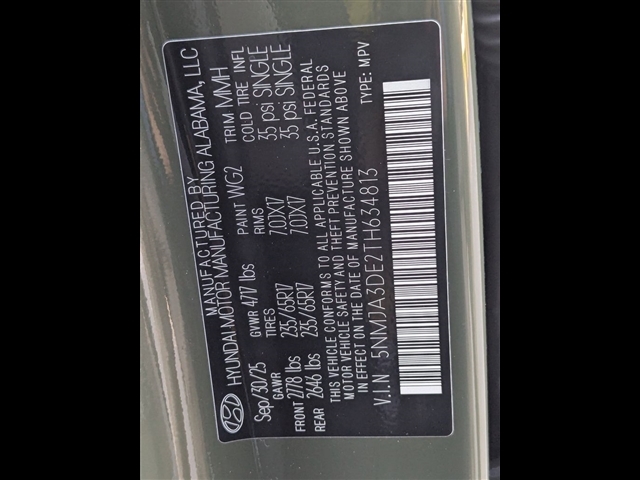 MANUFACTURED BY
HYUNDAI MOTOR MANUFACTURING ALABAMA, LLC
Sep/30/25 GVWR 4717 lbs PAINT WG2 TRIM MMH
GAWR TIRES RIMS COLD TIRE INFL
FRONT 2778 lbs 235/65R17 7.0JX17 35 psi SINGLE
REAR 2646 lbs 235/65R17 7.0JX17 35 psi SINGLE
THIS VEHICLE CONFORMS TO ALL APPLICABLE U.S.A. FEDERAL
MOTOR VEHICLE SAFETY AND THEFT PREVENTION STANDARDS
IN EFFECT ON THE DATE OF MANUFACTURE SHOWN ABOVE
V.I.N 5NMJA3DE2TH634813 TYPE: MPV